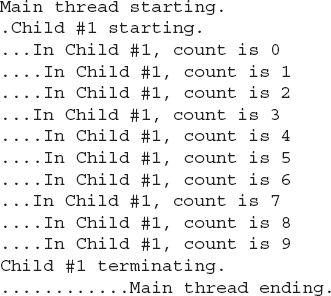 Main thread starting.
.Child #1 starting.
...In Child #1, count is 0
....In Child #1, count is 1
....In Child #1, count is 2
...In Child #1, count is 3
....In Child #1, count is 4
....In Child #1, count is 5
....In Child #1, count is 6
...In Child #1, count is 7
....In Child #1, count is 8
....In Child #1, count is 9
Child #1 terminating.
............Main thread ending.